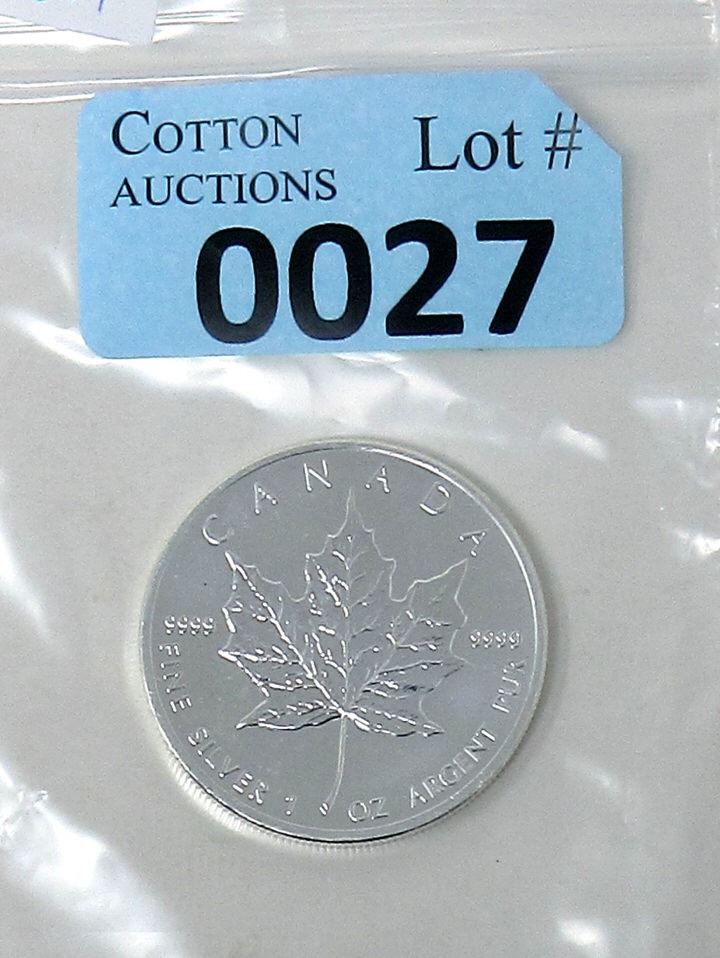 COTTON
AUCTIONS
Lot #
0027
CANADA
9999
9999
FINE SILVER 1 OZ ARGENT PUR